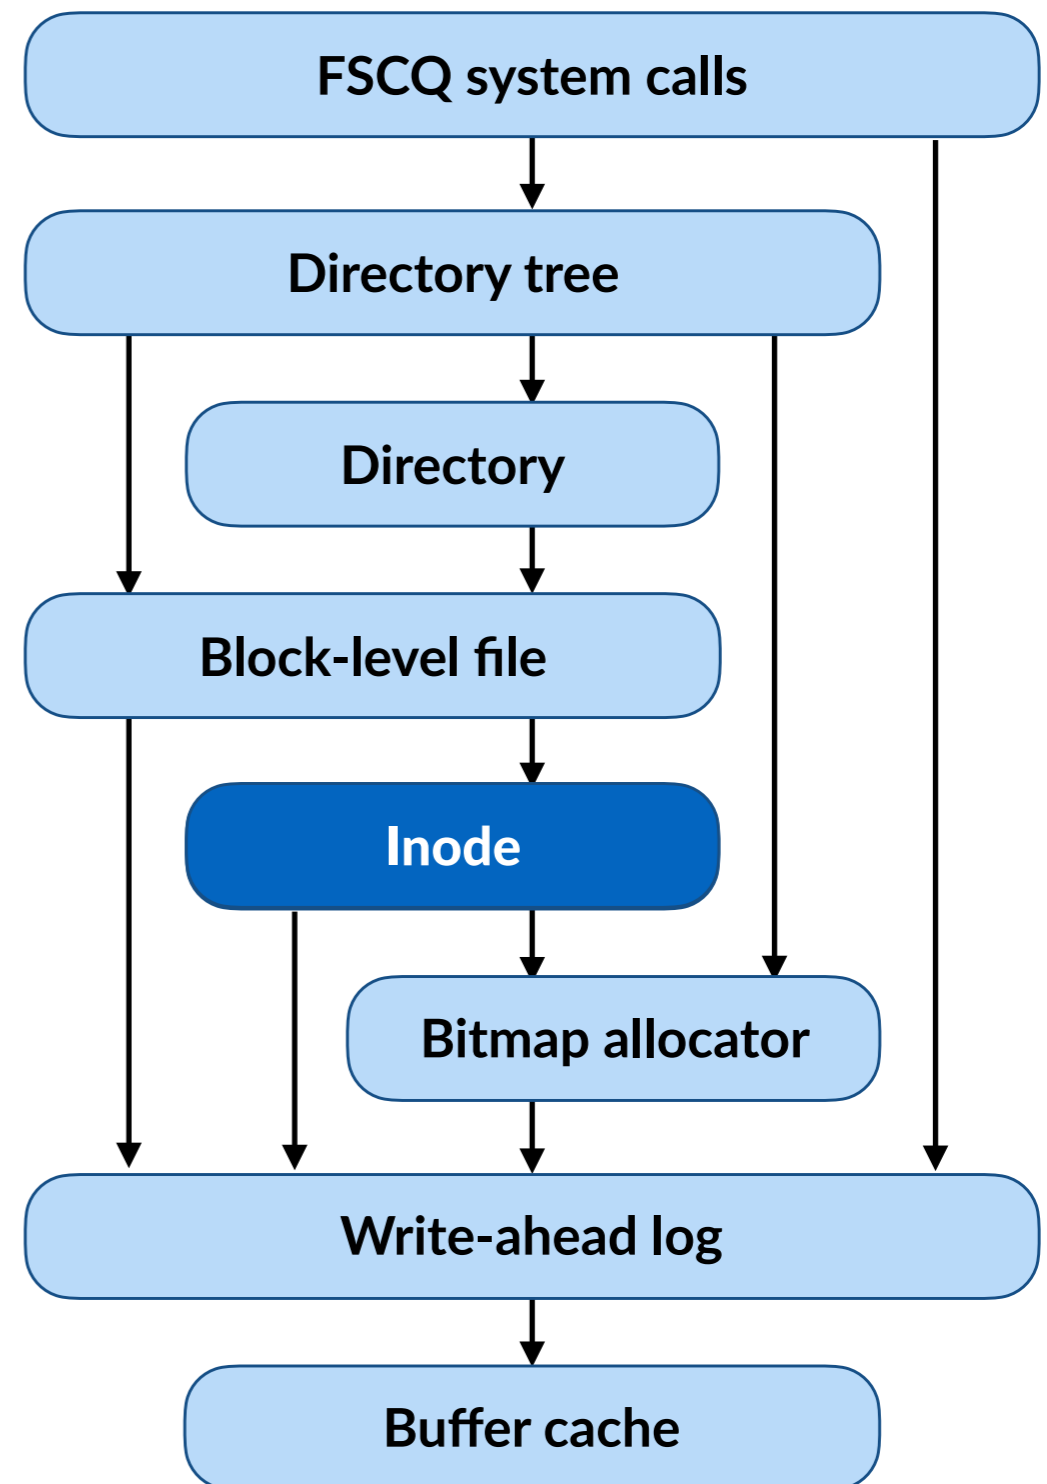 FSCQ system calls
Directory tree
Directory
Block-level file
Inode
Bitmap allocator
Write-ahead log
Buffer cache